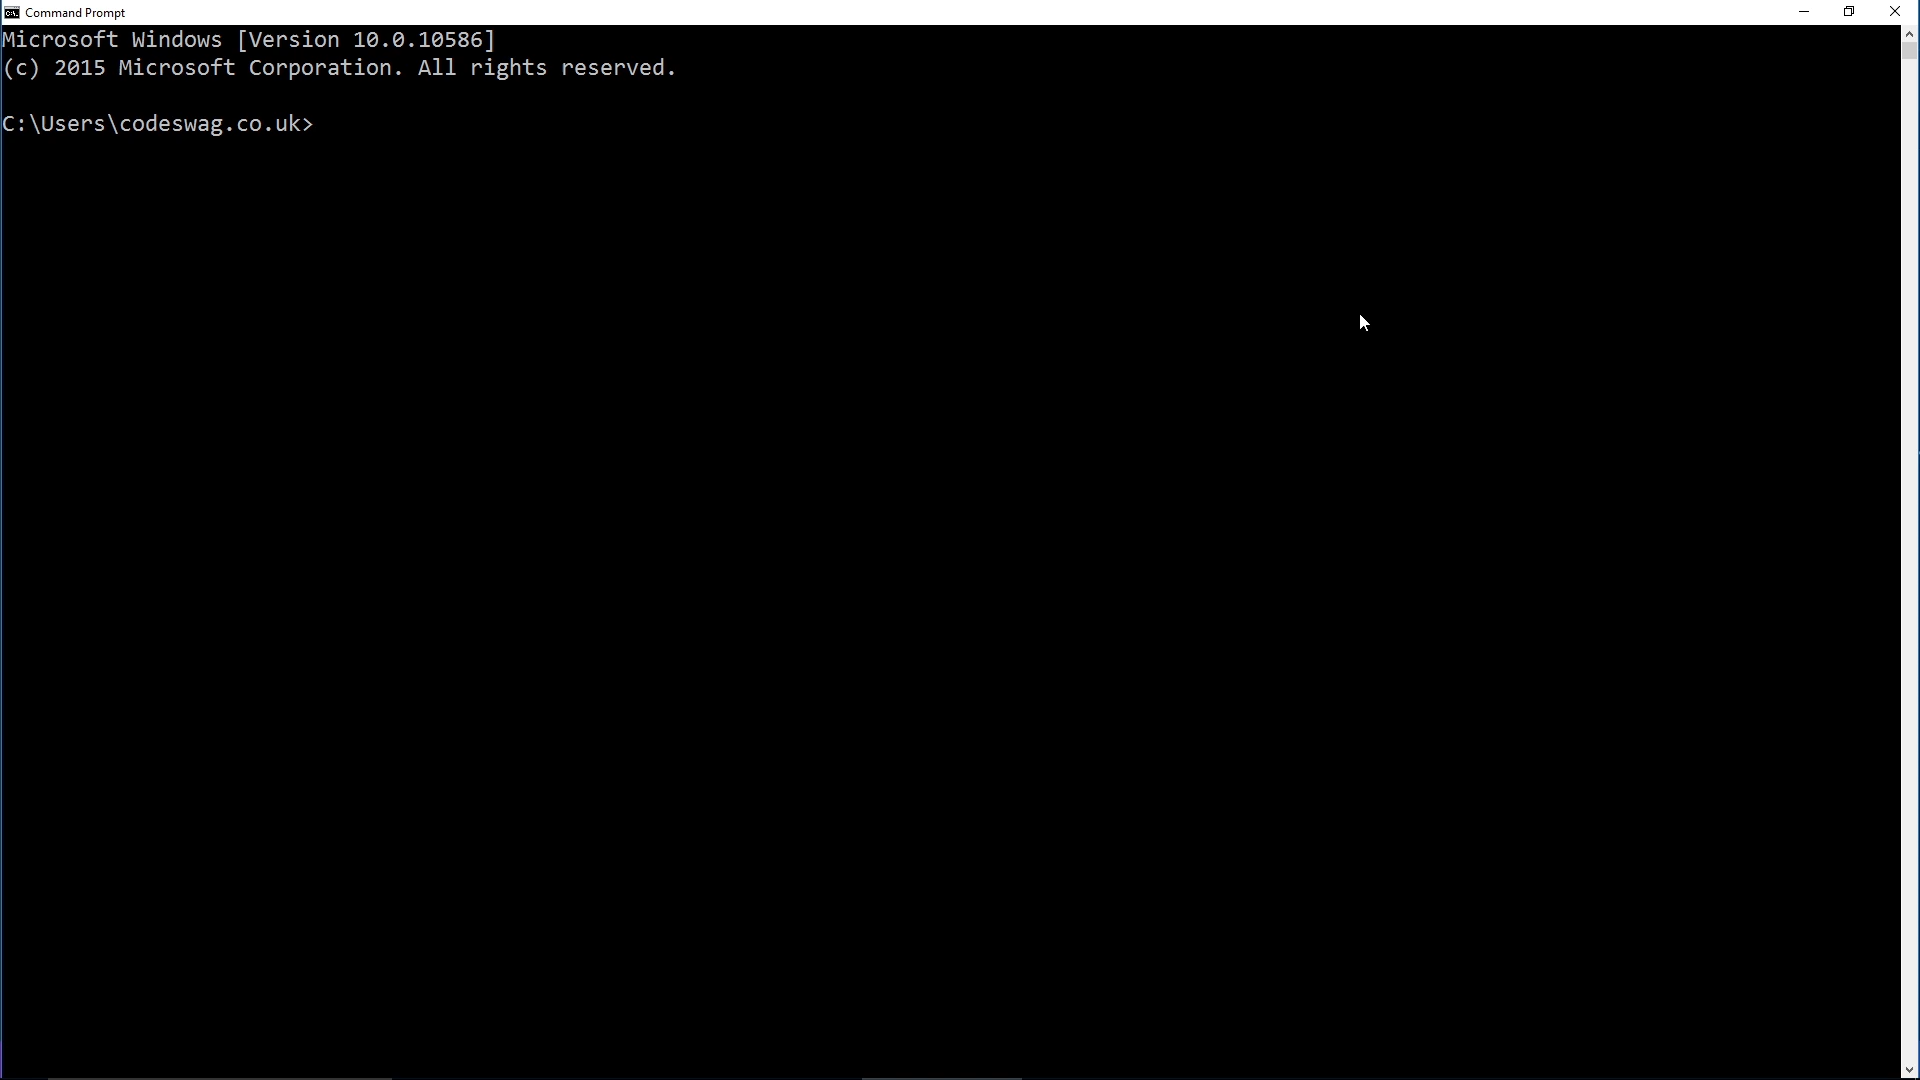 Command Prompt
Microsoft Windows [Version 10.0.10586]
(c) 2015 Microsoft Corporation. All rights reserved.
C:\Users\codeswag.co.uk>